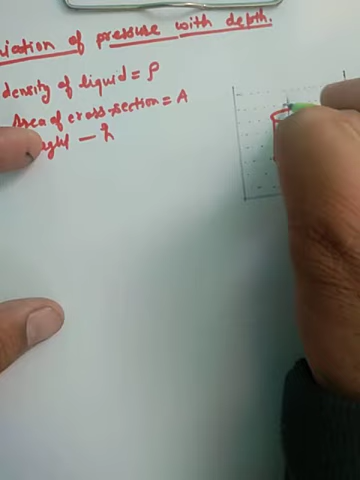 of pressure with depth.
density of liquid = ρ
Area of cross-section = A
— h